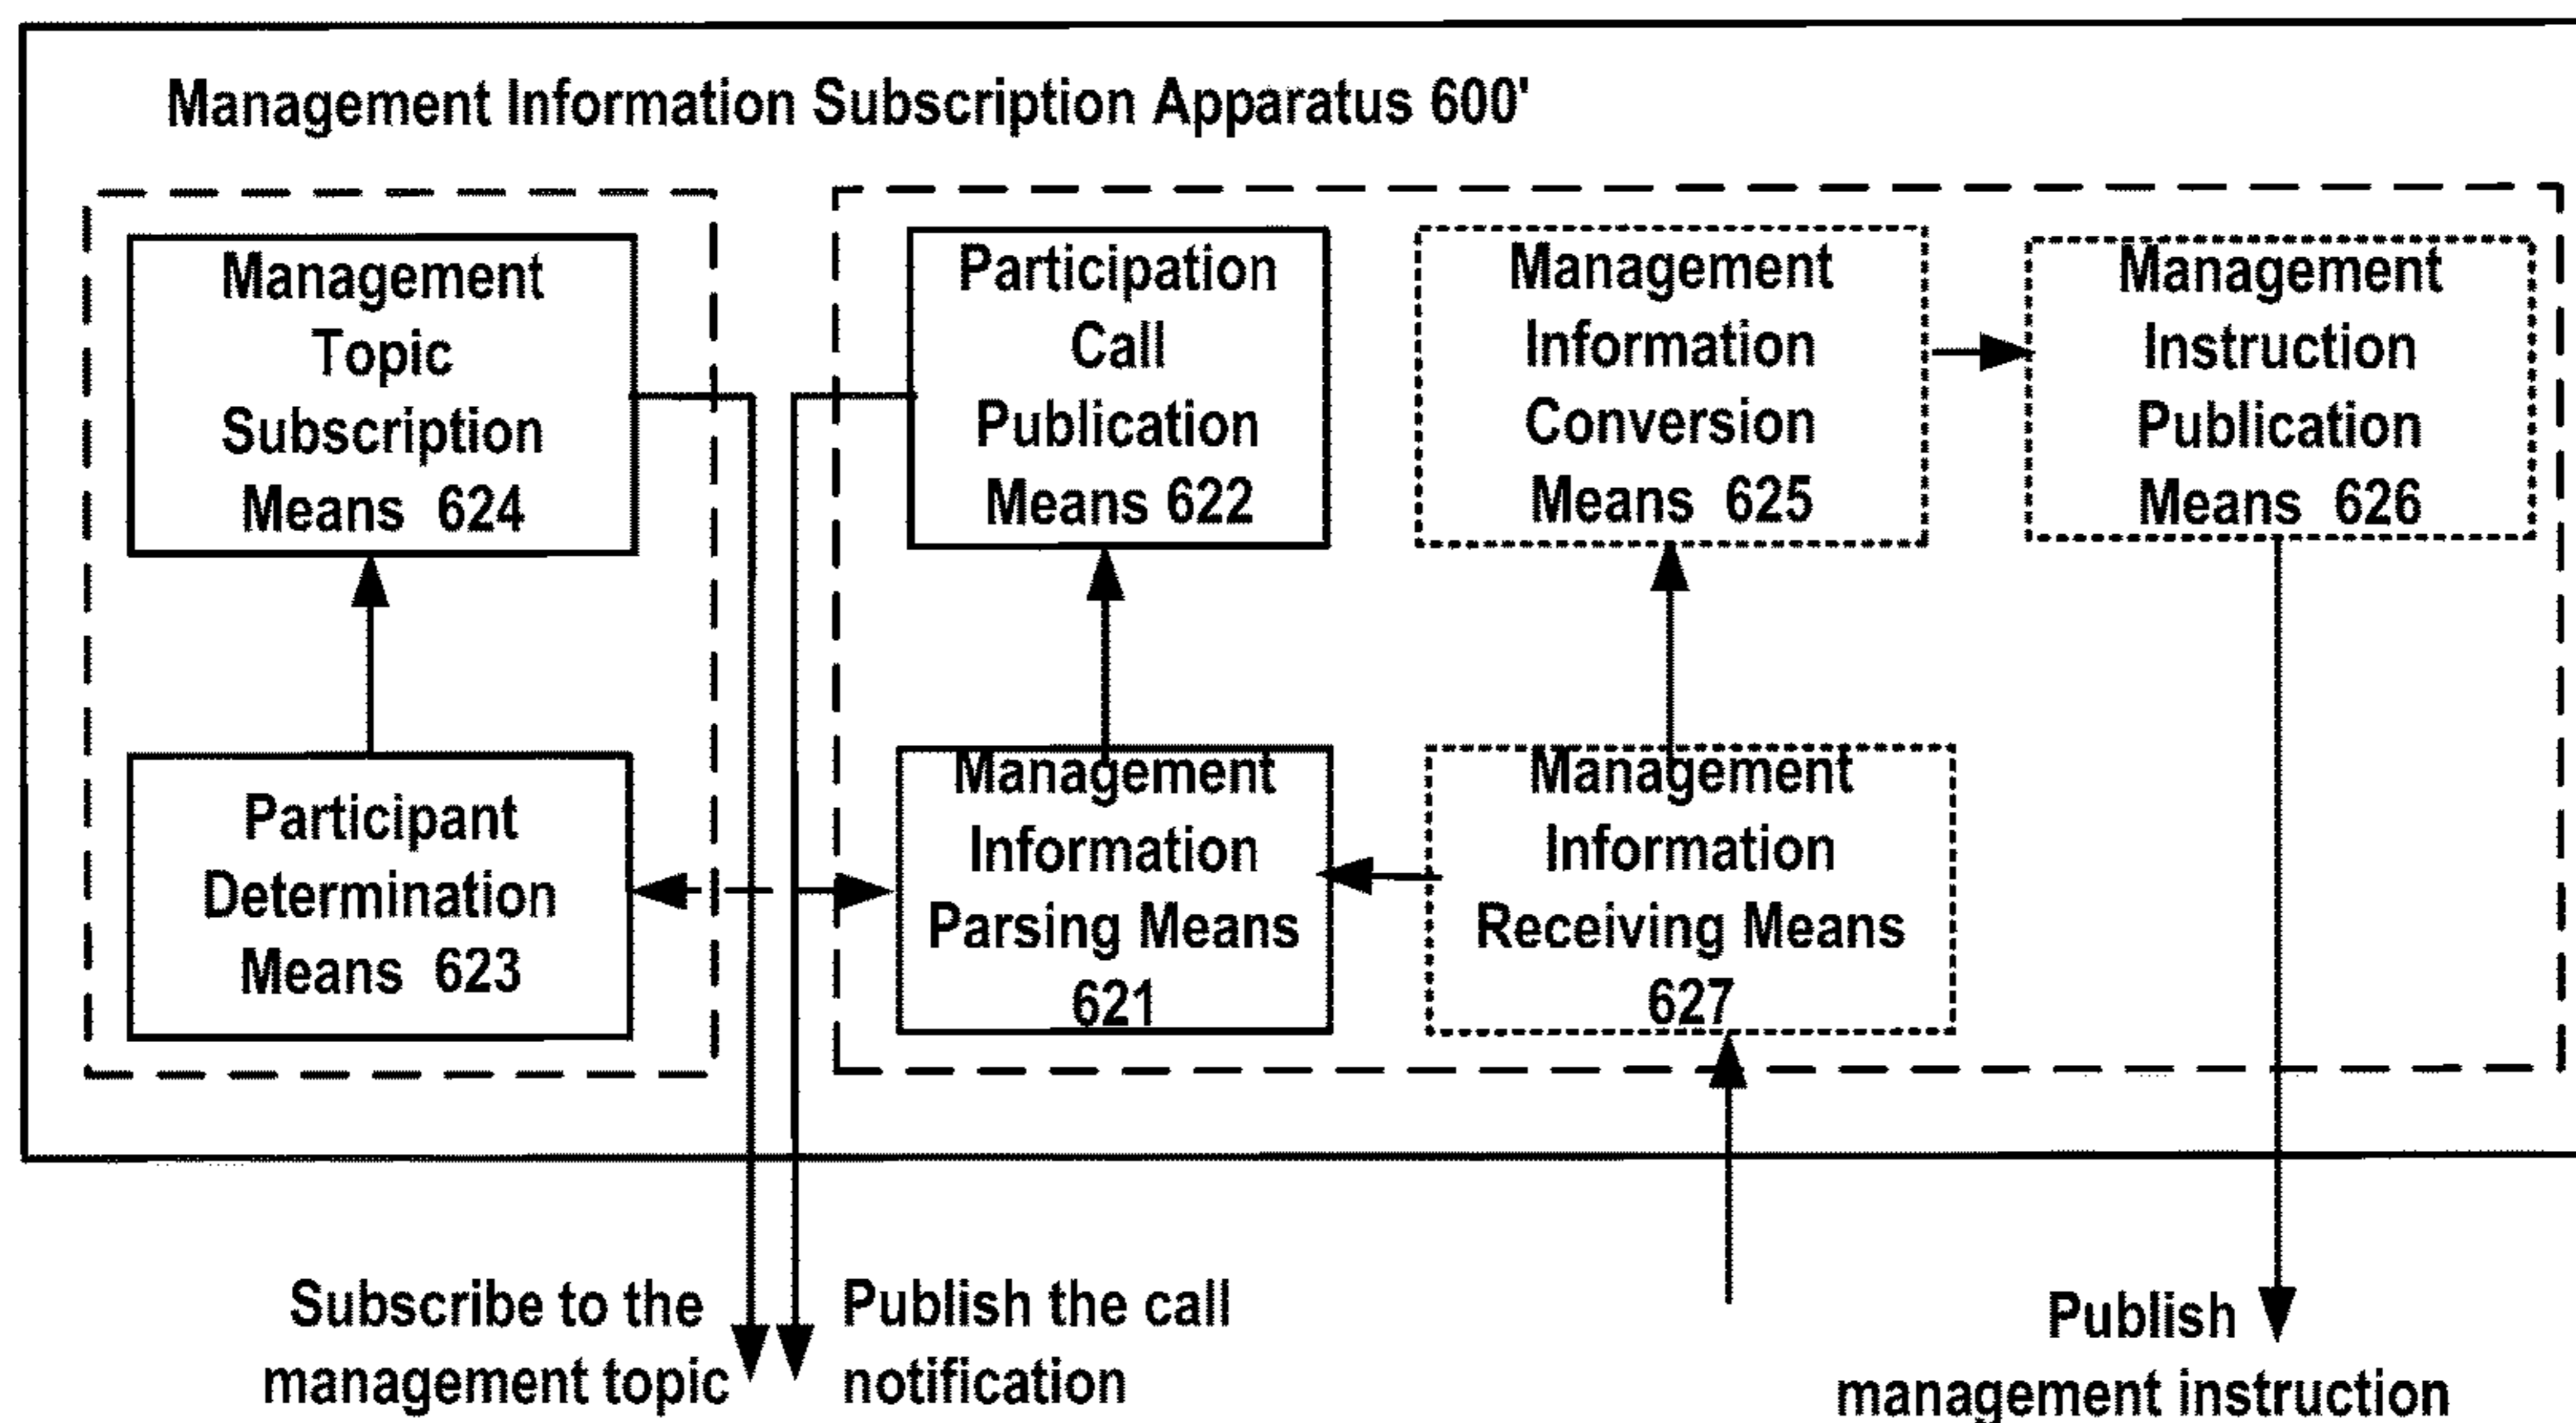 Management Information Subscription Apparatus 600'
Management
Topic
Subscription
Means 624
Participation
Call
Publication
Means 622
Management
Information
Conversion
Means 625
Management
Instruction
Publication
Means 626
Participant
Determination
Means 623
Management
Information
Parsing Means
621
Management
Information
Receiving Means
627
Subscribe to the
management topic
Publish the call
notification
Publish
management instruction